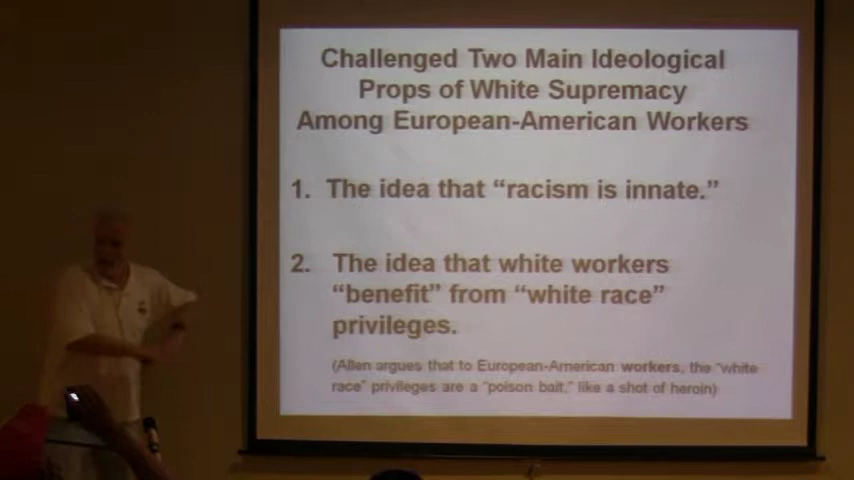 Challenged Two Main Ideological
Props of White Supremacy
Among European-American Workers
1. The idea that “racism is innate.”
2. The idea that white workers
“benefit” from “white race”
privileges.
(Allen argues that to European-American workers, the “white
race” privileges are a “poison bait,” like a shot of heroin)